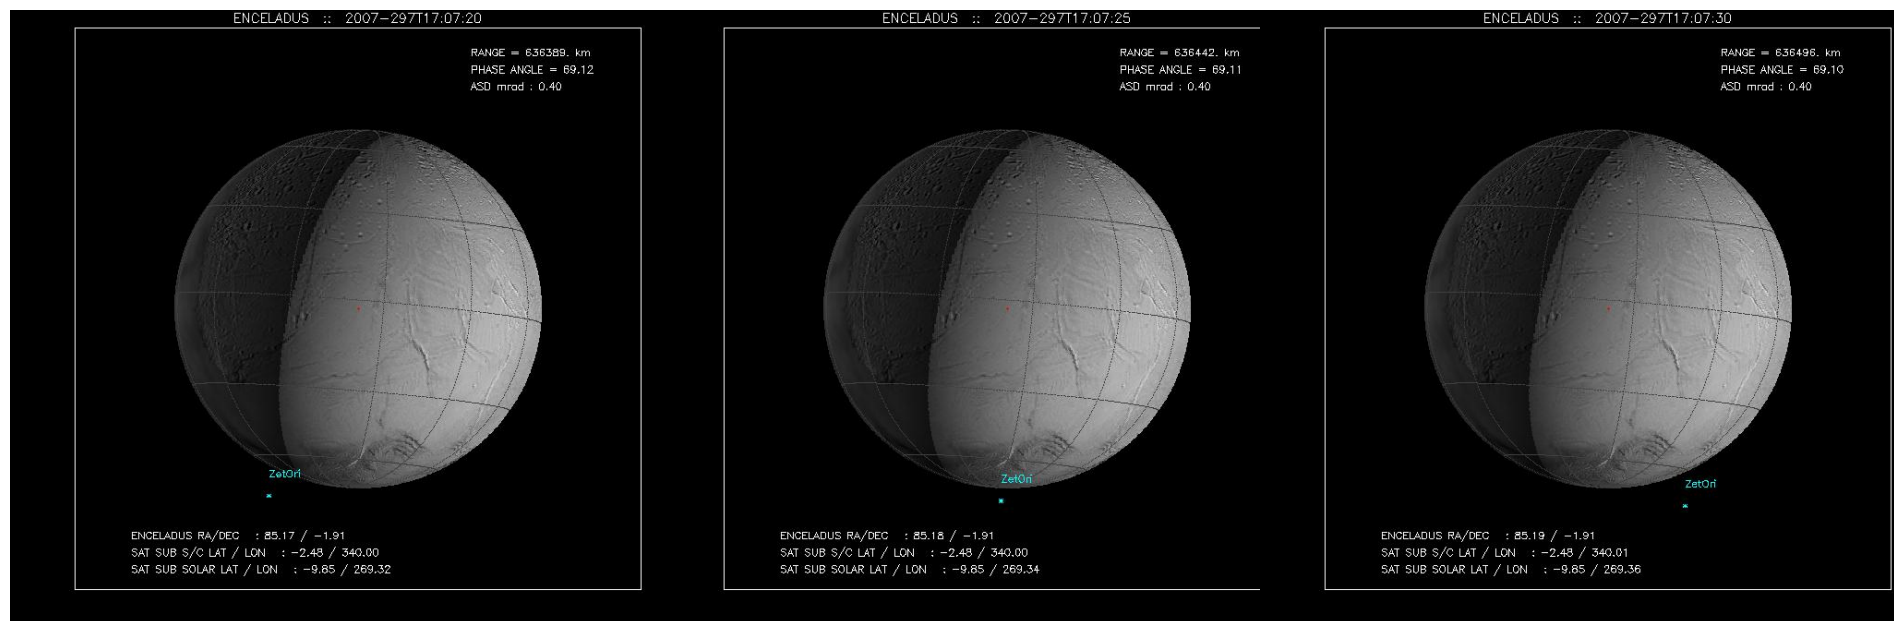 ENCELADUS :: 2007-297T17:07:20
RANGE = 636389. km
PHASE ANGLE = 69.12
ASD mrad : 0.40
ZetOri
ENCELADUS RA/DEC : 85.17 / -1.91
SAT SUB S/C LAT / LON : -2.48 / 340.00
SAT SUB SOLAR LAT / LON : -9.85 / 269.32
ENCELADUS :: 2007-297T17:07:25
RANGE = 636442. km
PHASE ANGLE = 69.11
ASD mrad : 0.40
ZetOri
ENCELADUS RA/DEC : 85.18 / -1.91
SAT SUB S/C LAT / LON : -2.48 / 340.00
SAT SUB SOLAR LAT / LON : -9.85 / 269.34
ENCELADUS :: 2007-297T17:07:30
RANGE = 636496. km
PHASE ANGLE = 69.10
ASD mrad : 0.40
ZetOri
ENCELADUS RA/DEC : 85.19 / -1.91
SAT SUB S/C LAT / LON : -2.48 / 340.01
SAT SUB SOLAR LAT / LON : -9.85 / 269.36